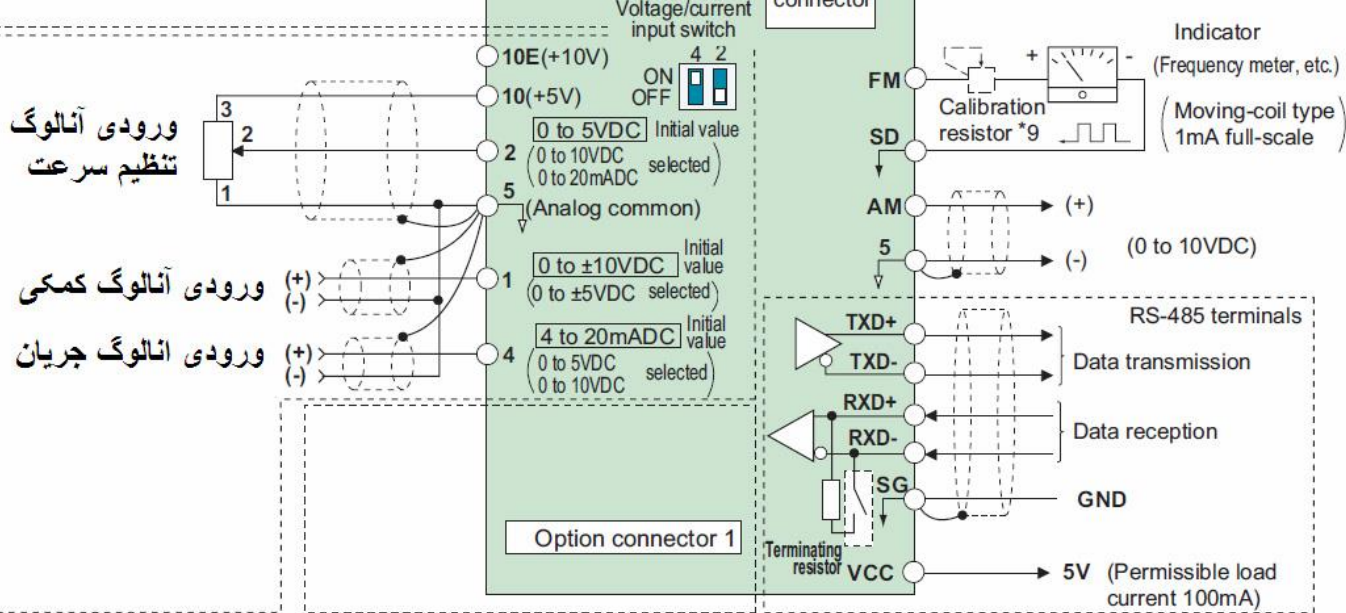 Voltage/current
input switch
connector
4 2
ON
OFF
10E(+10V)
10(+5V)
3
2
1
ورودی آنالوگ
تنظیم سرعت
2
0 to 5VDC Initial value
(0 to 10VDC
0 to 20mADC selected)
5
(Analog common)
(+)
(-)
ورودی آنالوگ کمکی
1
0 to ±10VDC Initial value
(0 to ±5VDC selected)
(+)
(-)
ورودی انالوگ جریان
4
4 to 20mADC Initial value
(0 to 5VDC
0 to 10VDC selected)
Option connector 1
FM
Calibration
resistor *9
+ -
Indicator
(Frequency meter, etc.)
(Moving-coil type
1mA full-scale)
SD
AM
(+)
5
(-)
(0 to 10VDC)
RS-485 terminals
TXD+
TXD-
Data transmission
RXD+
RXD-
Data reception
SG
GND
Terminating
resistor
VCC
5V (Permissible load
current 100mA)